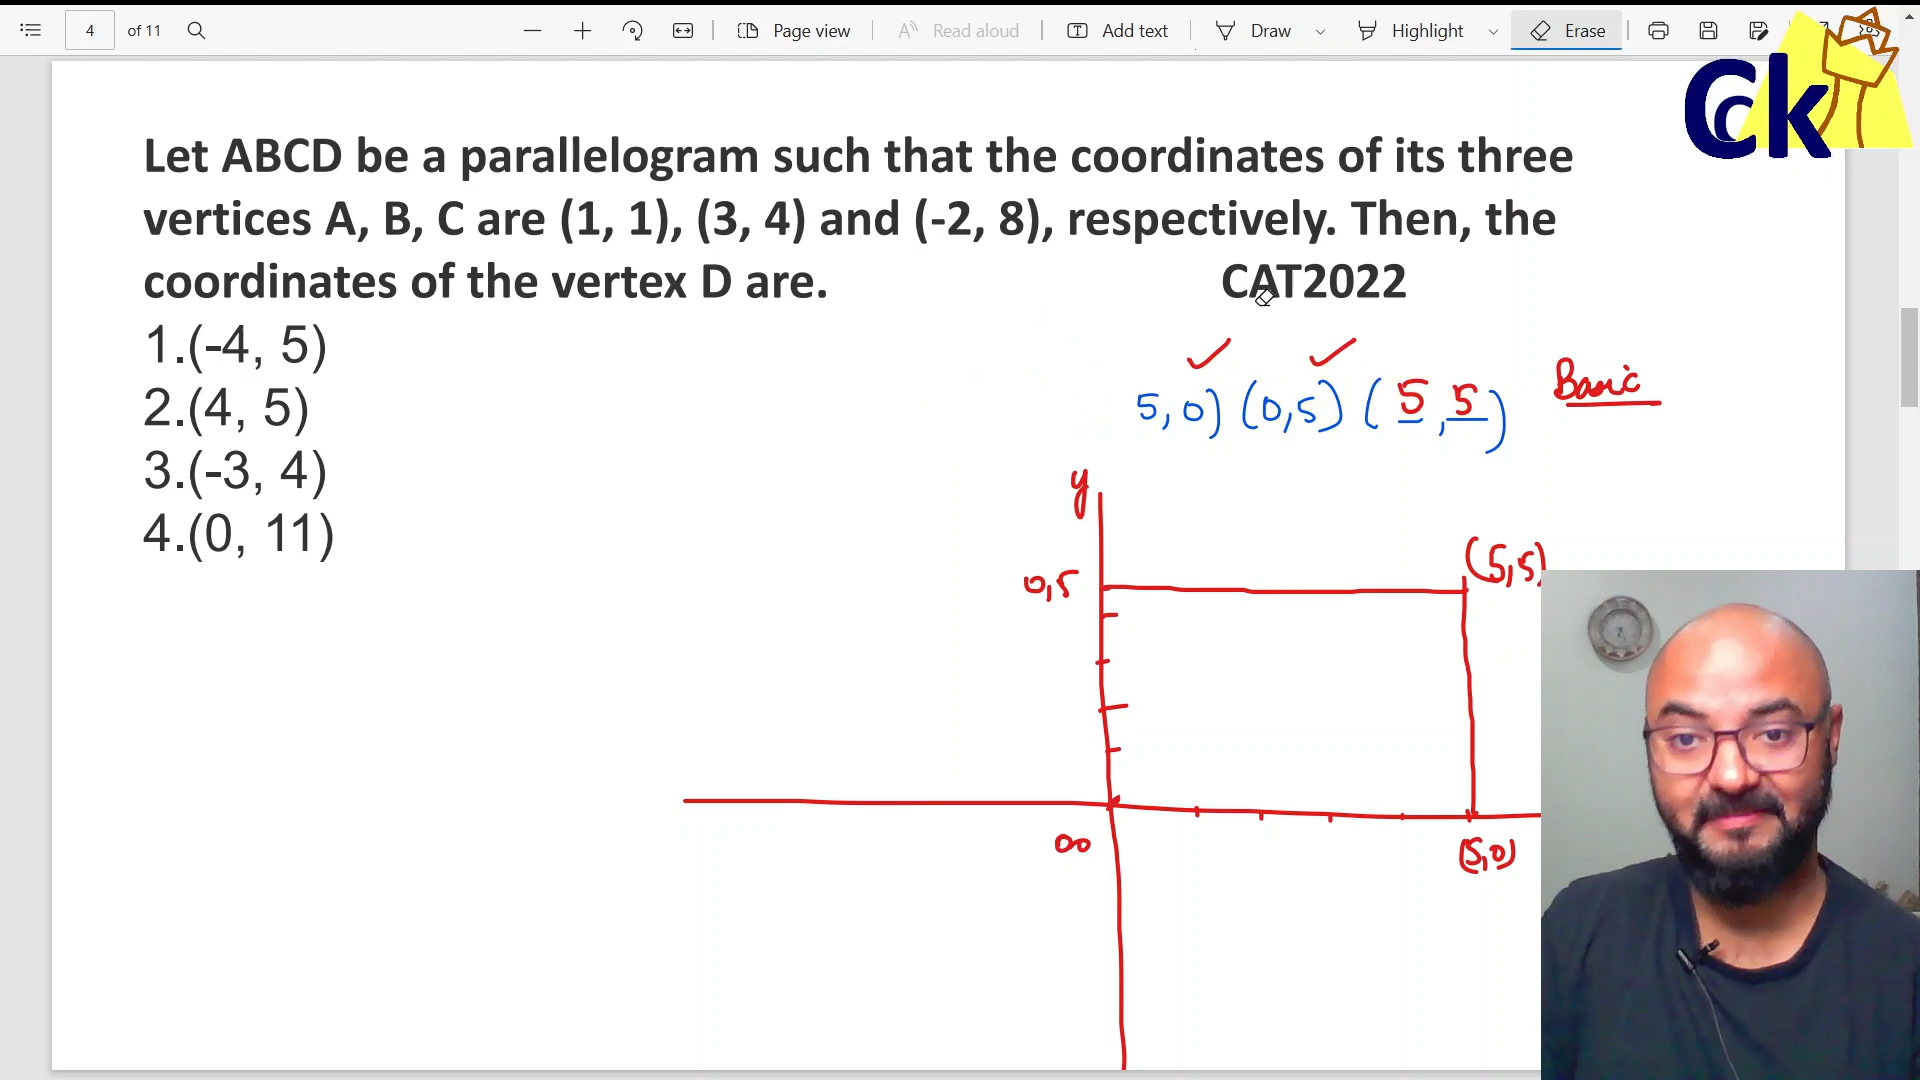 4 of 11 Page view Read aloud Add text Draw Highlight Erase
Cck
Let ABCD be a parallelogram such that the coordinates of its three
vertices A, B, C are (1, 1), (3, 4) and (-2, 8), respectively. Then, the
coordinates of the vertex D are. CAT2022
1.(-4, 5)
2.(4, 5)
3.(-3, 4)
4.(0, 11)
5,0) (0,5) (5,5) Basic
y
(5,5)
0,5
00
(5,0)